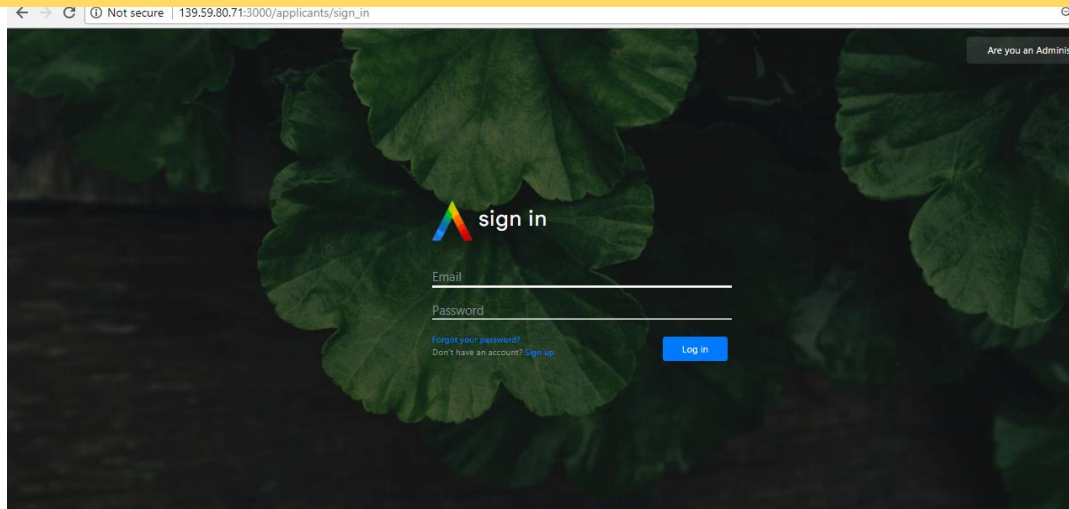 Not secure | 139.59.80.71:3000/applicants/sign_in
Are you an Adminis
sign in
Email
Password
Forgot your password?
Don't have an account? Sign up
Log in